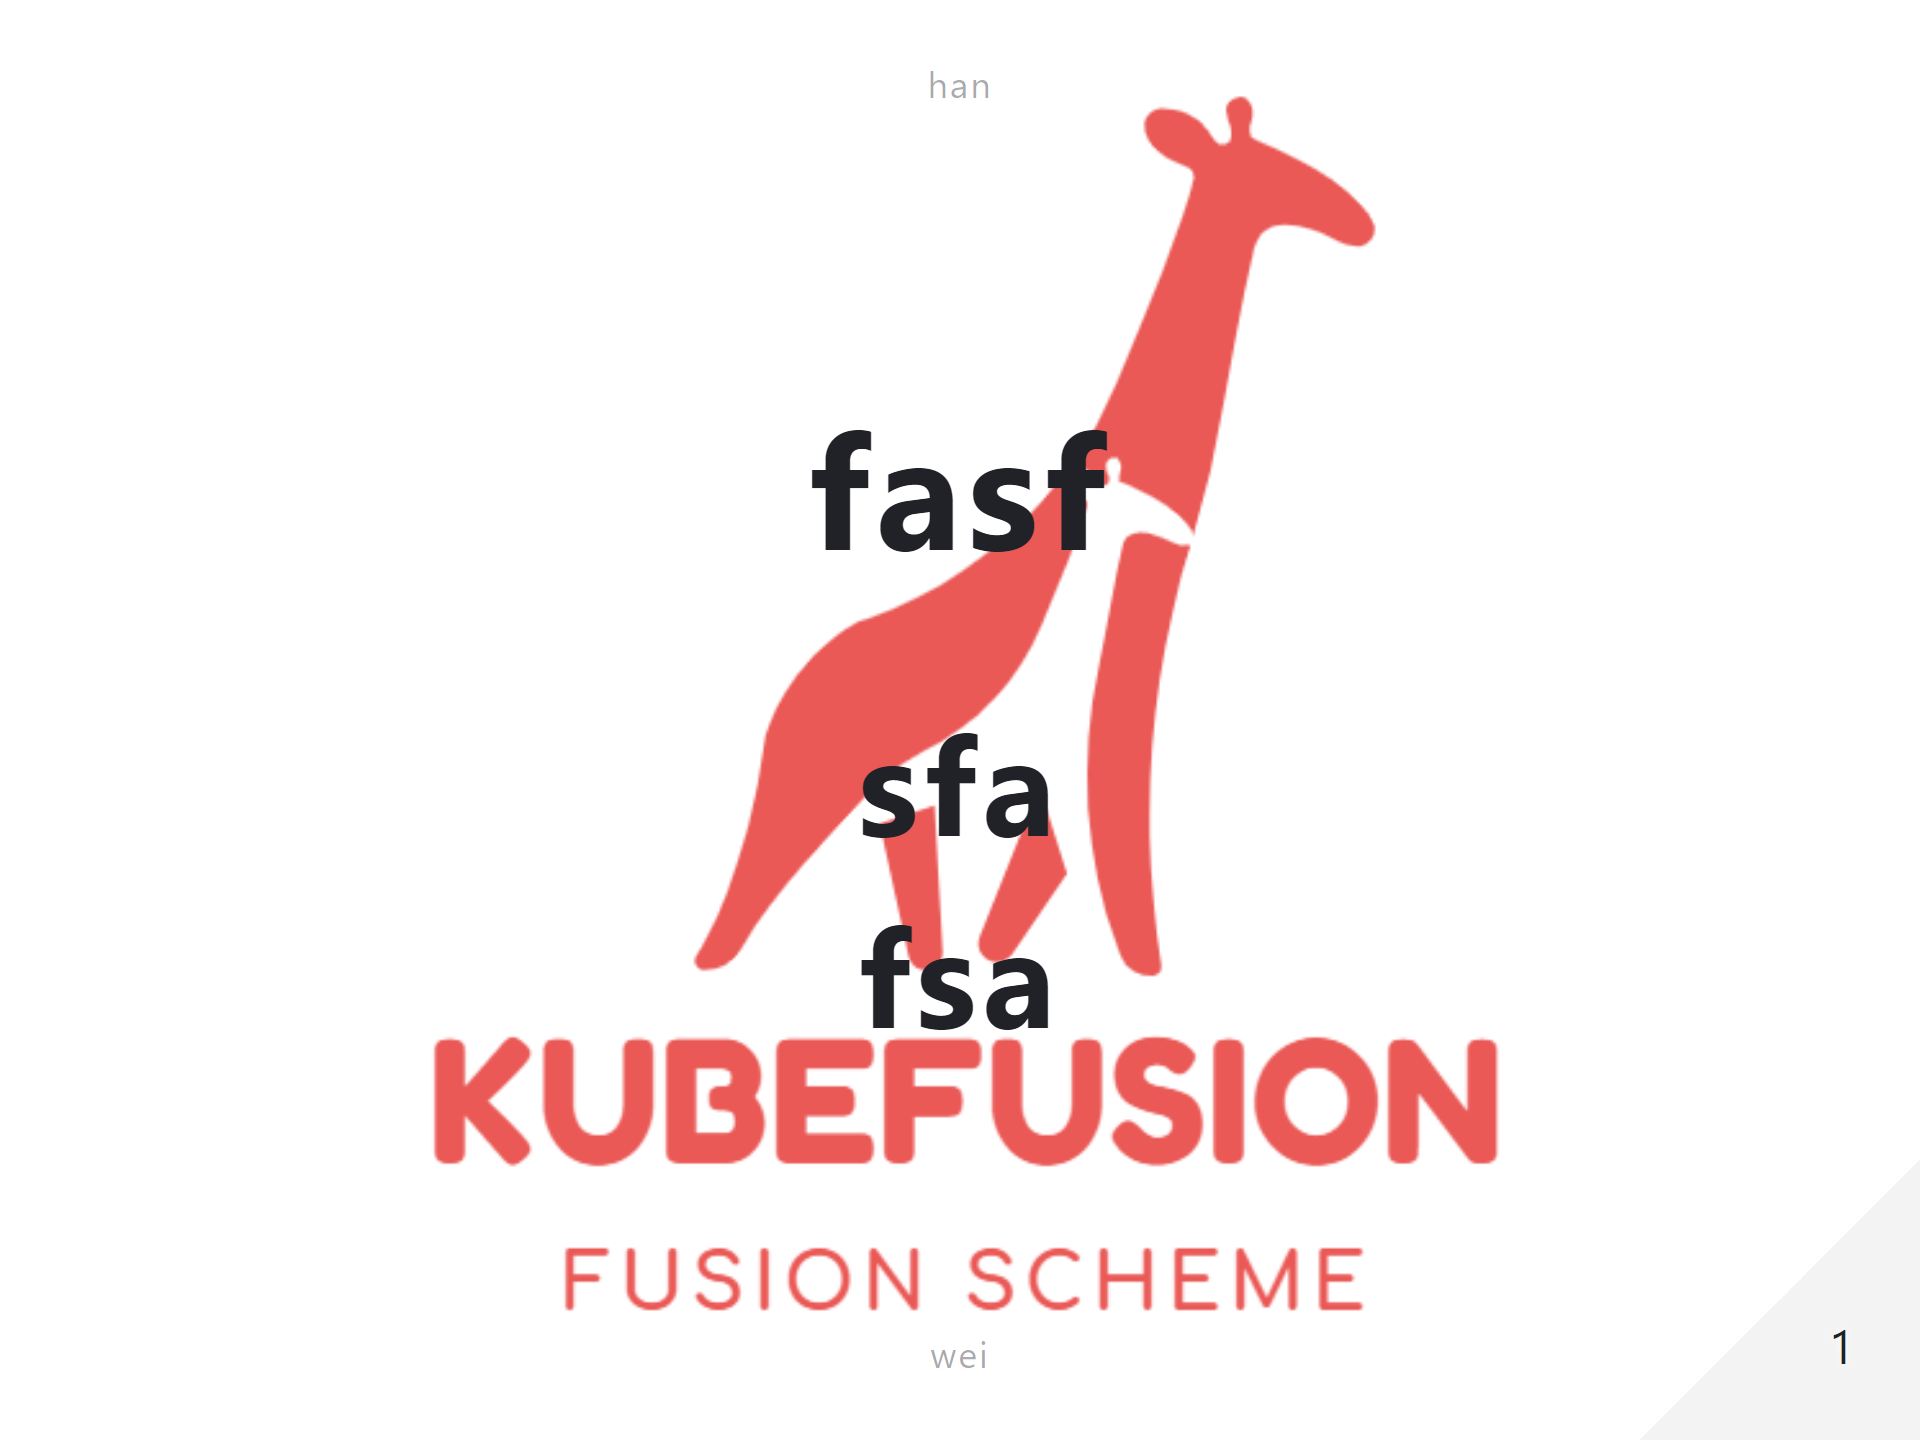 han
fasf
sfa
fsa
KUBEFUSION
FUSION SCHEME
wei
1